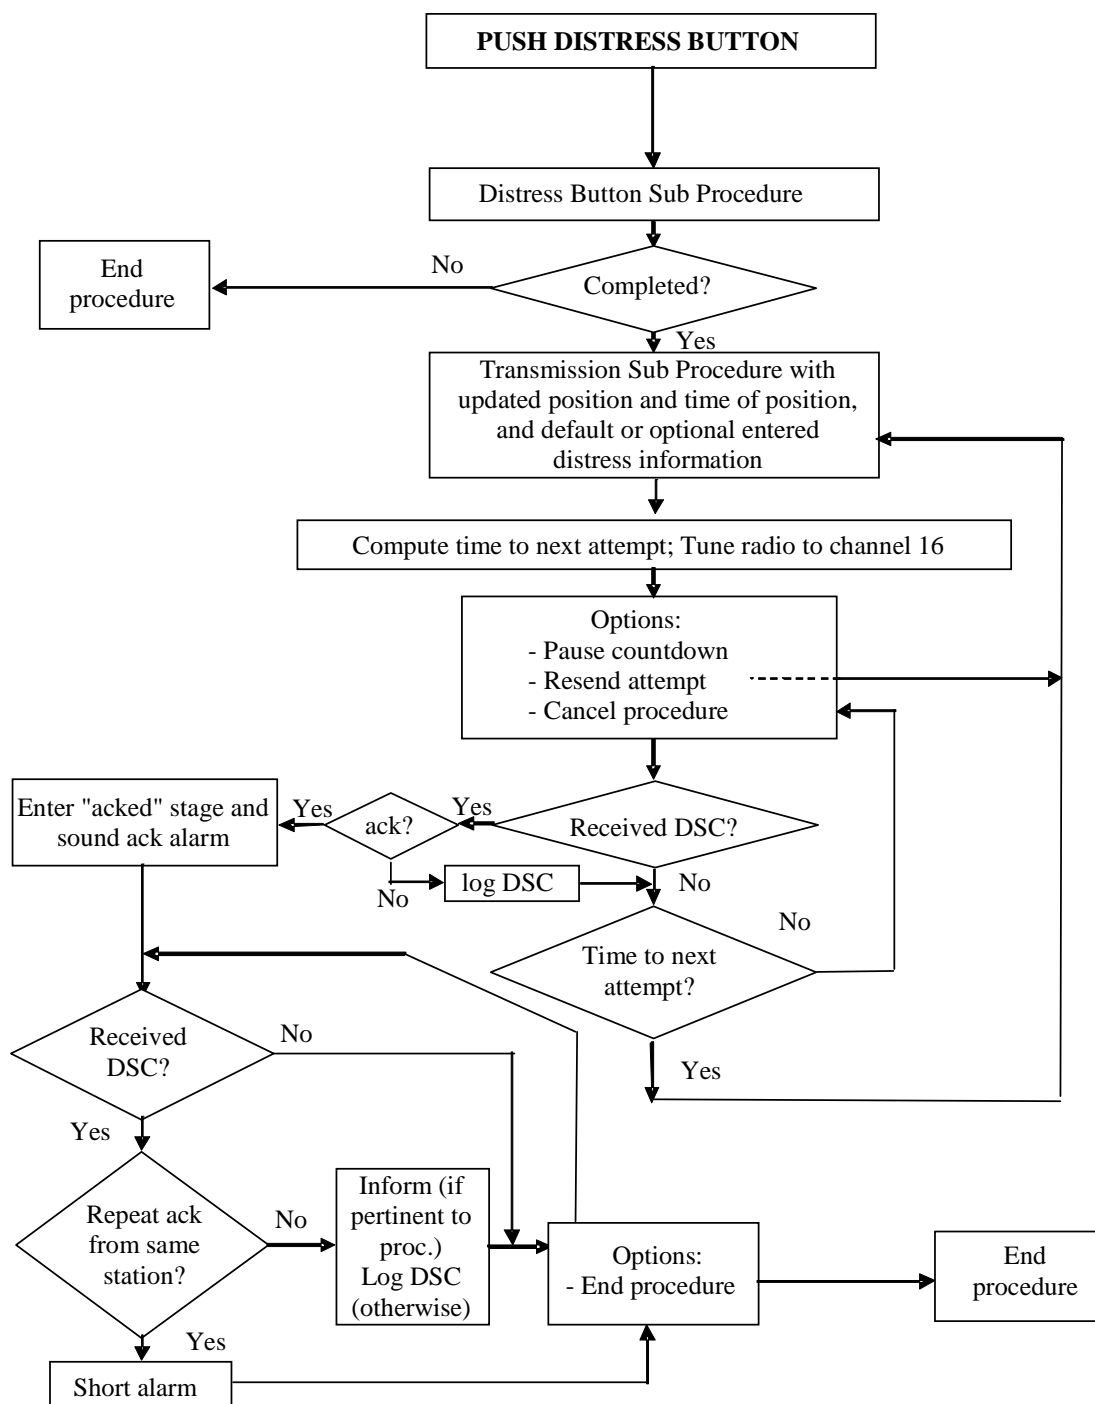 PUSH DISTRESS BUTTON
Distress Button Sub Procedure
End
procedure
No
Completed?
Yes
Transmission Sub Procedure with
updated position and time of position,
and default or optional entered
distress information
Compute time to next attempt; Tune radio to channel 16
Options:
- Pause countdown
- Resend attempt
- Cancel procedure
Enter "acked" stage and
sound ack alarm
Yes
ack?
Yes
Received DSC?
No
log DSC
No
Time to next
attempt?
No
Yes
Received
DSC?
No
Yes
Repeat ack
from same
station?
No
Inform (if
pertinent to
proc.)
Log DSC
(otherwise)
Options:
- End procedure
End
procedure
Yes
Short alarm